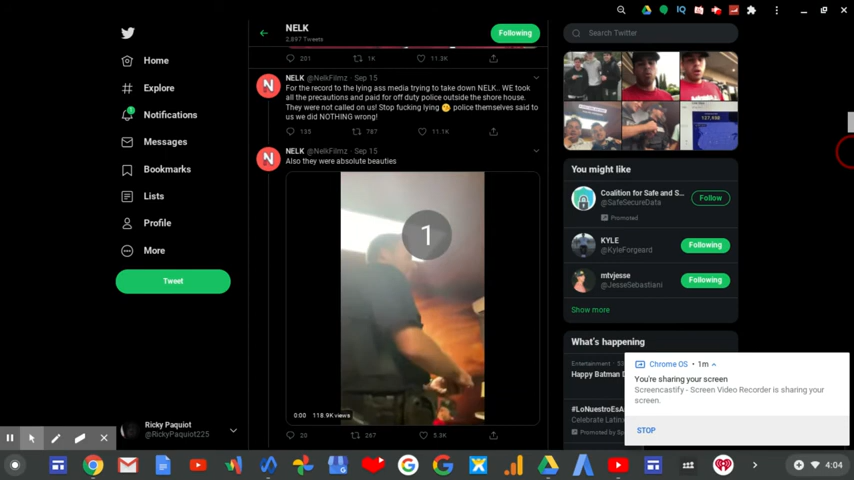 NELK
2,897 Tweets
Following
Search Twitter
Home
Explore
Notifications
Messages
Bookmarks
Lists
Profile
More
Tweet
Ricky Paquiot
@RickyPaquiot225
201
1K
11.3K
NELK @NelkFilmz · Sep 15
For the record to the lying ass media trying to take down NELK.. WE took
all the precautions and paid for off duty police outside the shore house.
They were not called on us! Stop fucking lying police themselves said to
us we did NOTHING wrong!
135
787
11.1K
NELK @NelkFilmz · Sep 15
Also they were absolute beauties
1
0:00 118.9K views
28
267
5.3K
You might like
Coalition for Safe and S...
@SafeSecureData
Promoted
Follow
KYLE
@KyleForgeard
Following
mtvjesse
@JesseSebastiani
Following
Show more
What's happening
Entertainment
Happy Batman D
#LoNuestroEsA
Celebrate Latin
Promoted by
Chrome OS · 1m
You're sharing your screen
Screencastify - Screen Video Recorder is sharing your
screen.
STOP
4:04